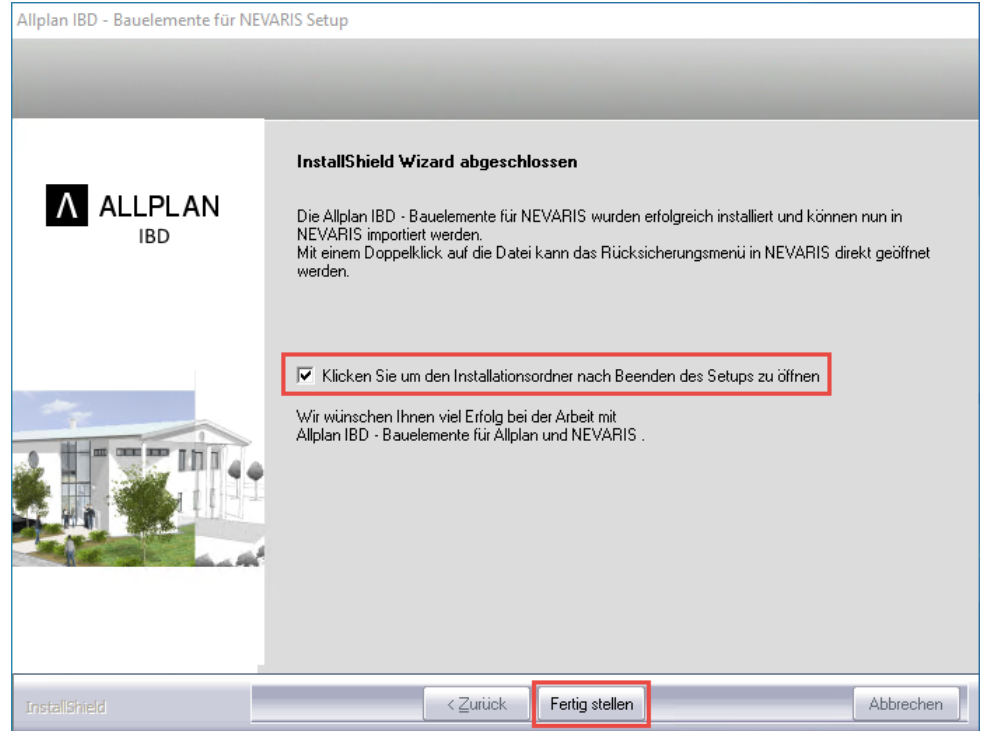 Allplan IBD - Bauelemente für NEVARIS Setup
InstallShield Wizard abgeschlossen
ALLPLAN
IBD
Die Allplan IBD - Bauelemente für NEVARIS wurden erfolgreich installiert und können nun in
NEVARIS importiert werden.
Mit einem Doppelklick auf die Datei kann das Rücksicherungsmenü in NEVARIS direkt geöffnet
werden.
Klicken Sie um den Installationsordner nach Beenden des Setups zu öffnen
Wir wünschen Ihnen viel Erfolg bei der Arbeit mit
Allplan IBD - Bauelemente für Allplan und NEVARIS .
InstallShield
< Zurück
Fertig stellen
Abbrechen